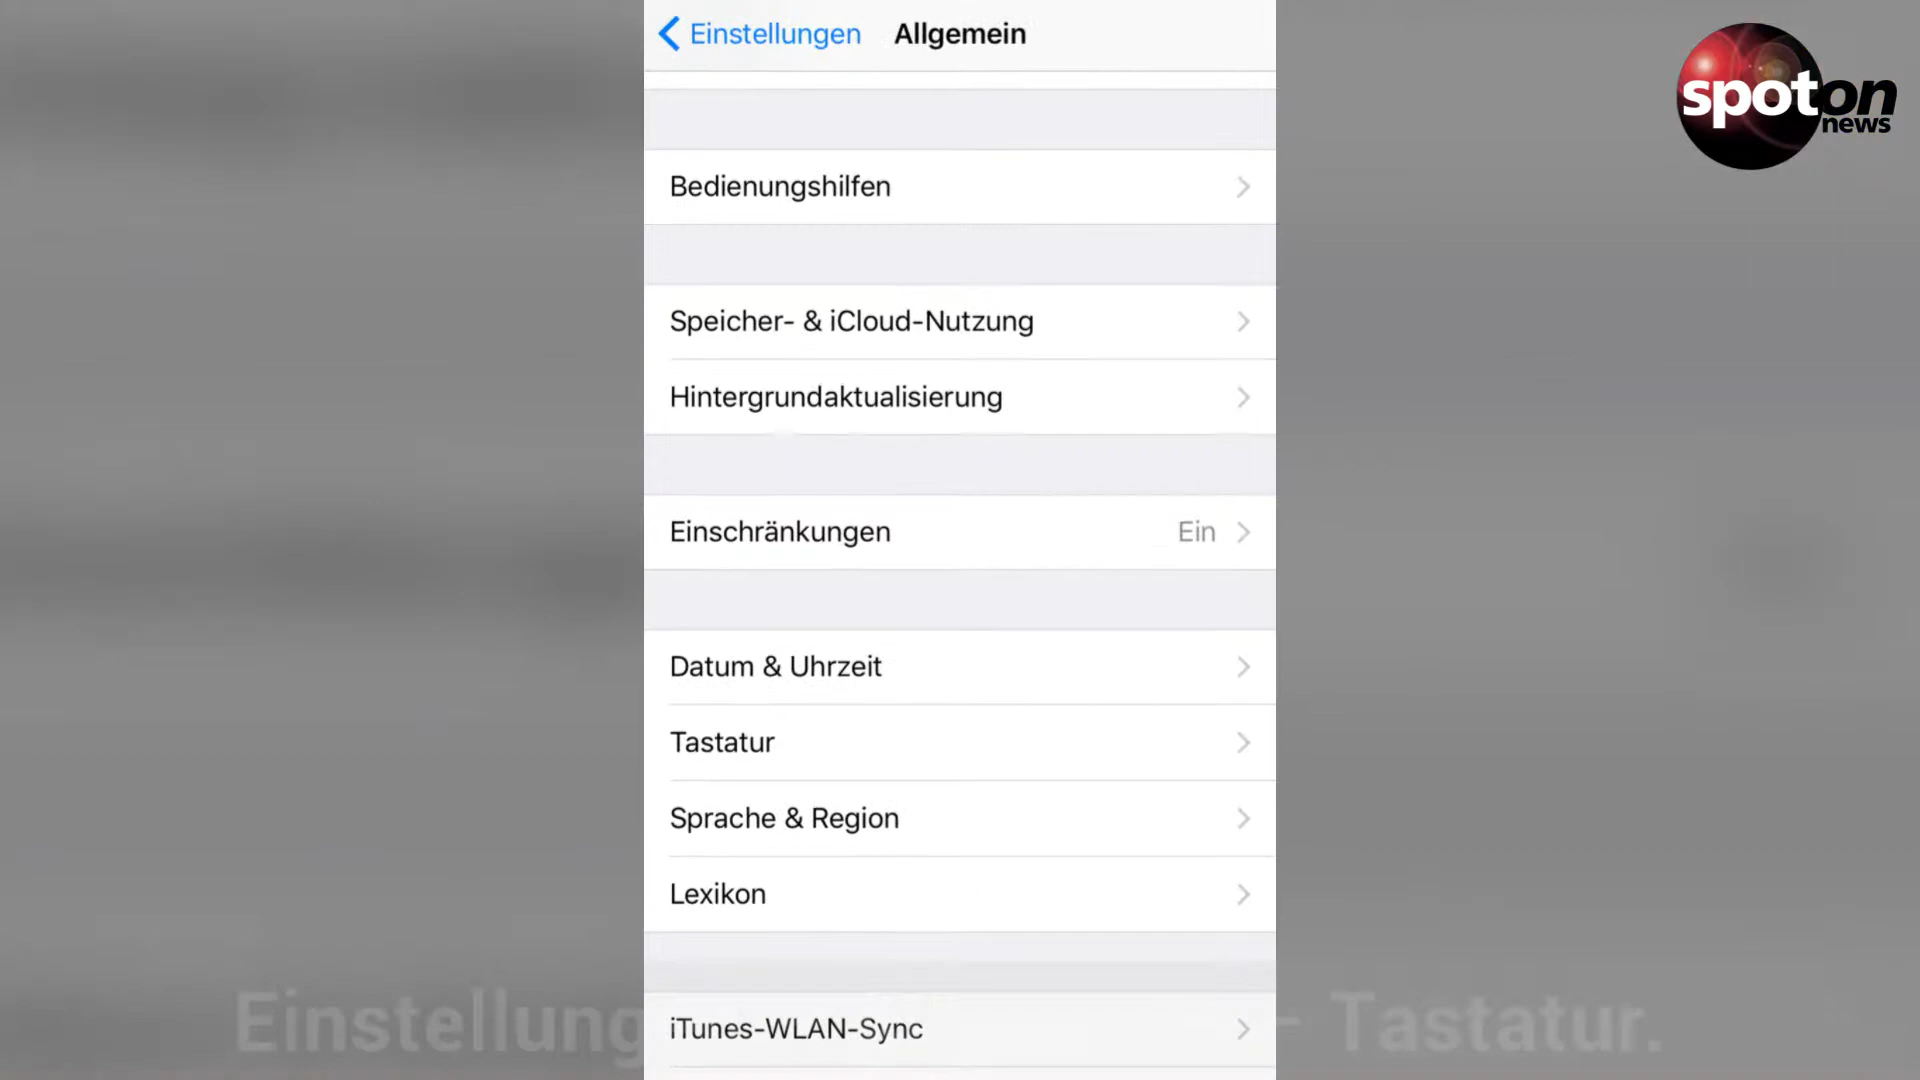 Einstellungen Allgemein
spoton
news
Bedienungshilfen
Speicher- & iCloud-Nutzung
Hintergrundaktualisierung
Einschränkungen Ein
Datum & Uhrzeit
Tastatur
Sprache & Region
Lexikon
iTunes-WLAN-Sync
Einstellung - Tastatur.